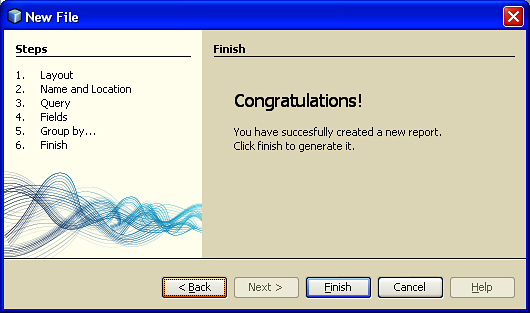 New File
Steps
1. Layout
2. Name and Location
3. Query
4. Fields
5. Group by...
6. Finish
Finish
Congratulations!
You have succesfully created a new report.
Click finish to generate it.
< Back
Next >
Finish
Cancel
Help